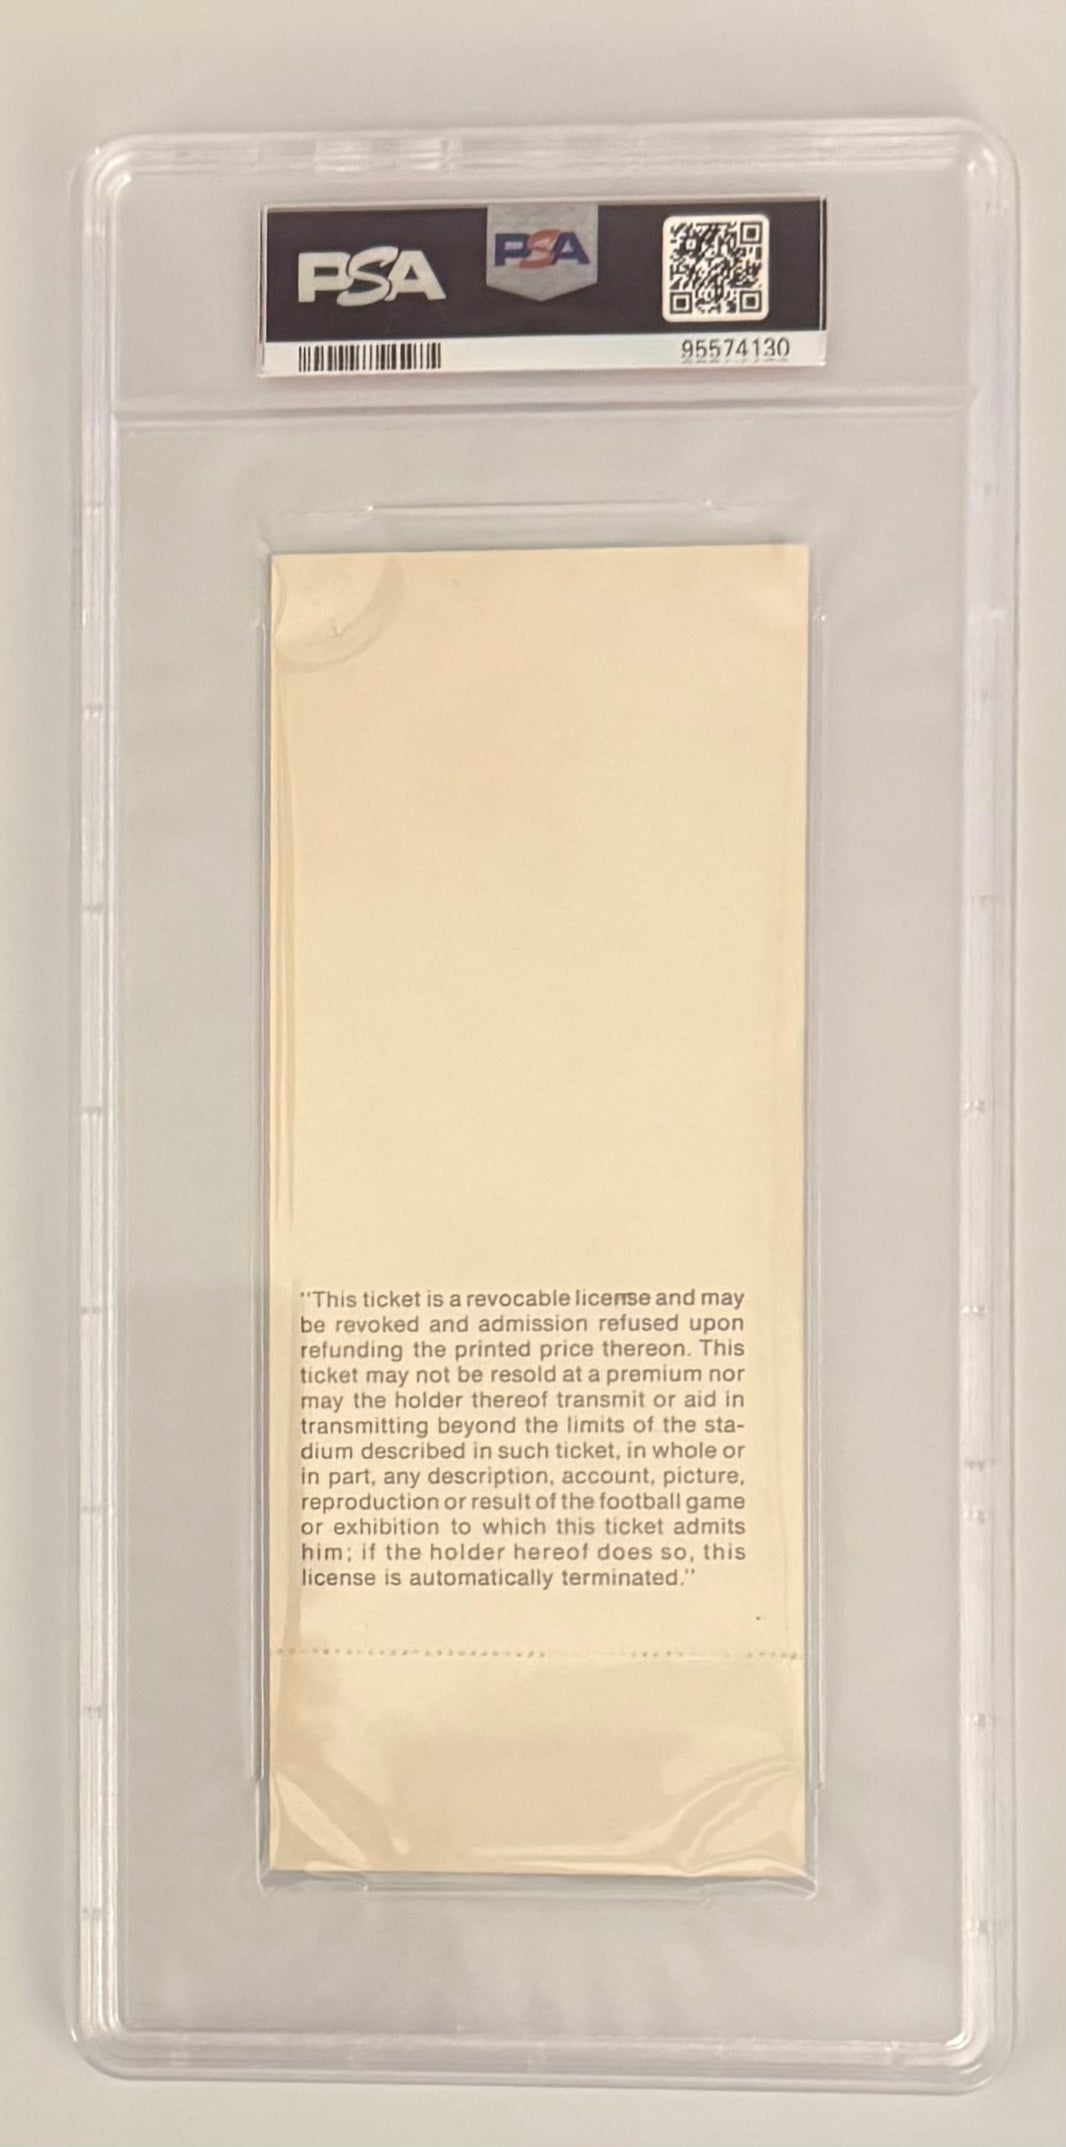 PSA
PSA
95574130
"This ticket is a revocable license and may
be revoked and admission refused upon
refunding the printed price thereon. This
ticket may not be resold at a premium nor
may the holder thereof transmit or aid in
transmitting beyond the limits of the sta-
dium described in such ticket, in whole or
in part, any description, account, picture,
reproduction or result of the football game
or exhibition to which this ticket admits
him; if the holder hereof does so, this
license is automatically terminated."